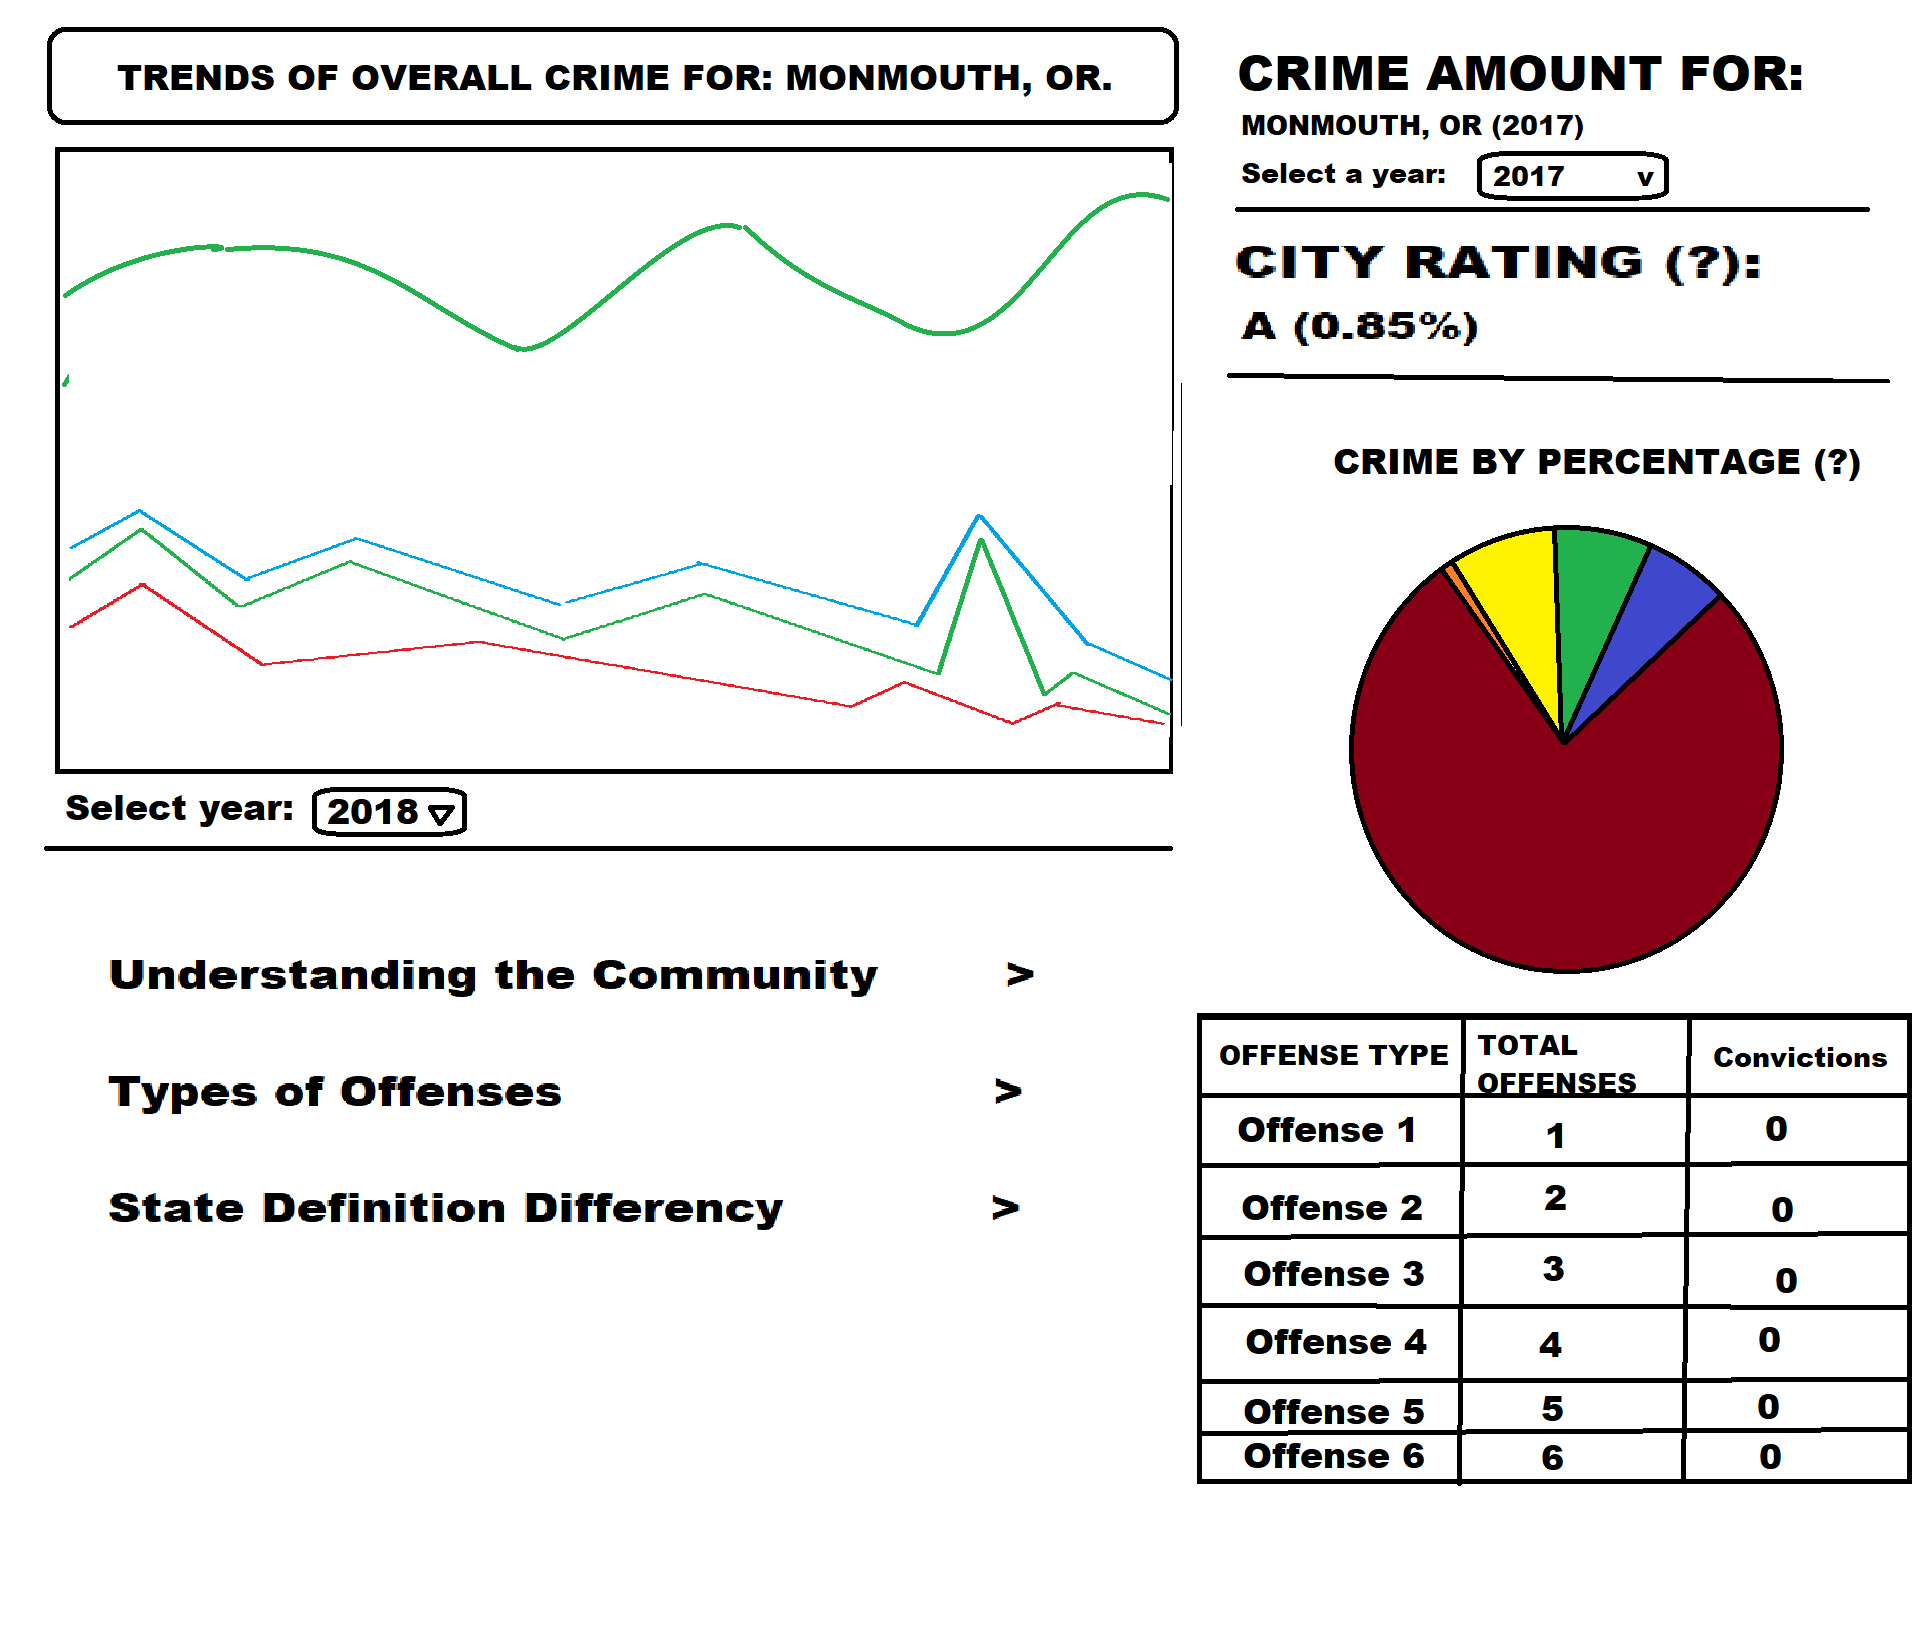 TRENDS OF OVERALL CRIME FOR: MONMOUTH, OR.
Select year: 2018
Understanding the Community >
Types of Offenses >
State Definition Differency >
CRIME AMOUNT FOR:
MONMOUTH, OR (2017)
Select a year: 2017 v
CITY RATING (?):
A (0.85%)
CRIME BY PERCENTAGE (?)
OFFENSE TYPE TOTAL OFFENSES Convictions
Offense 1 1 0
Offense 2 2 0
Offense 3 3 0
Offense 4 4 0
Offense 5 5 0
Offense 6 6 0